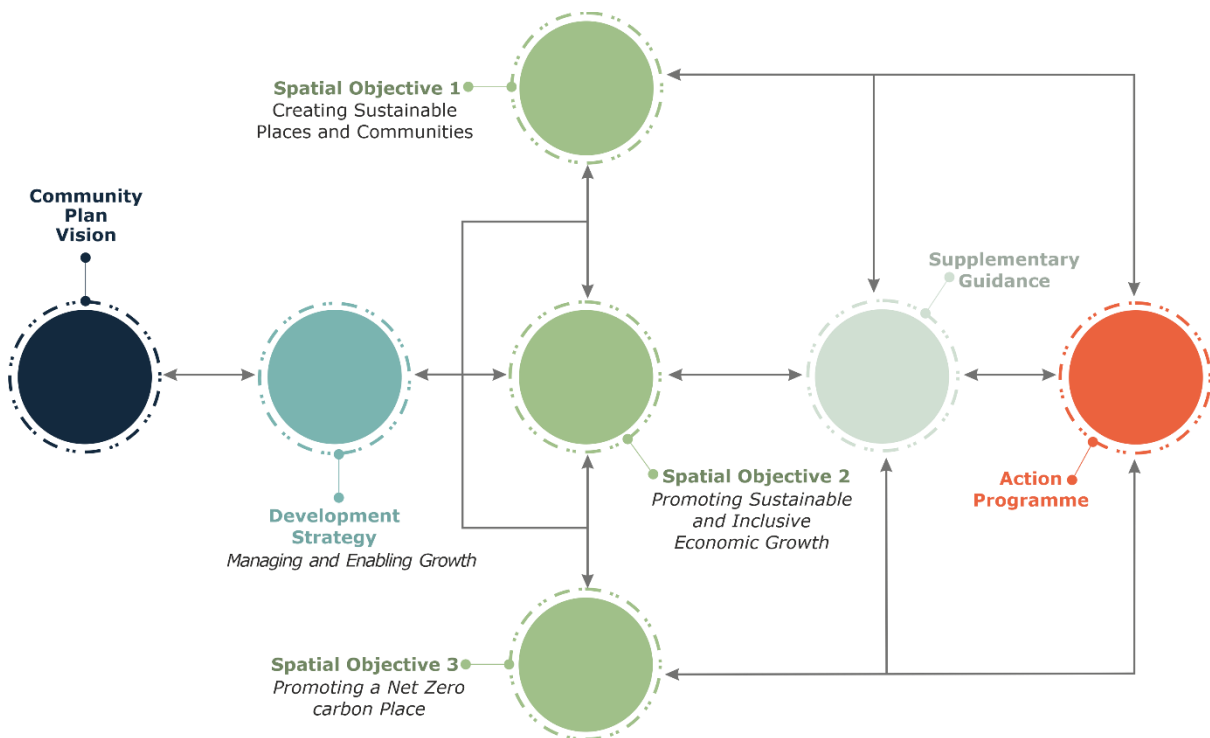 Spatial Objective 1
Creating Sustainable
Places and Communities
Community
Plan
Vision
Supplementary
Guidance
Development
Strategy
Managing and Enabling Growth
Spatial Objective 2
Promoting Sustainable
and Inclusive
Economic Growth
Action
Programme
Spatial Objective 3
Promoting a Net Zero
carbon Place